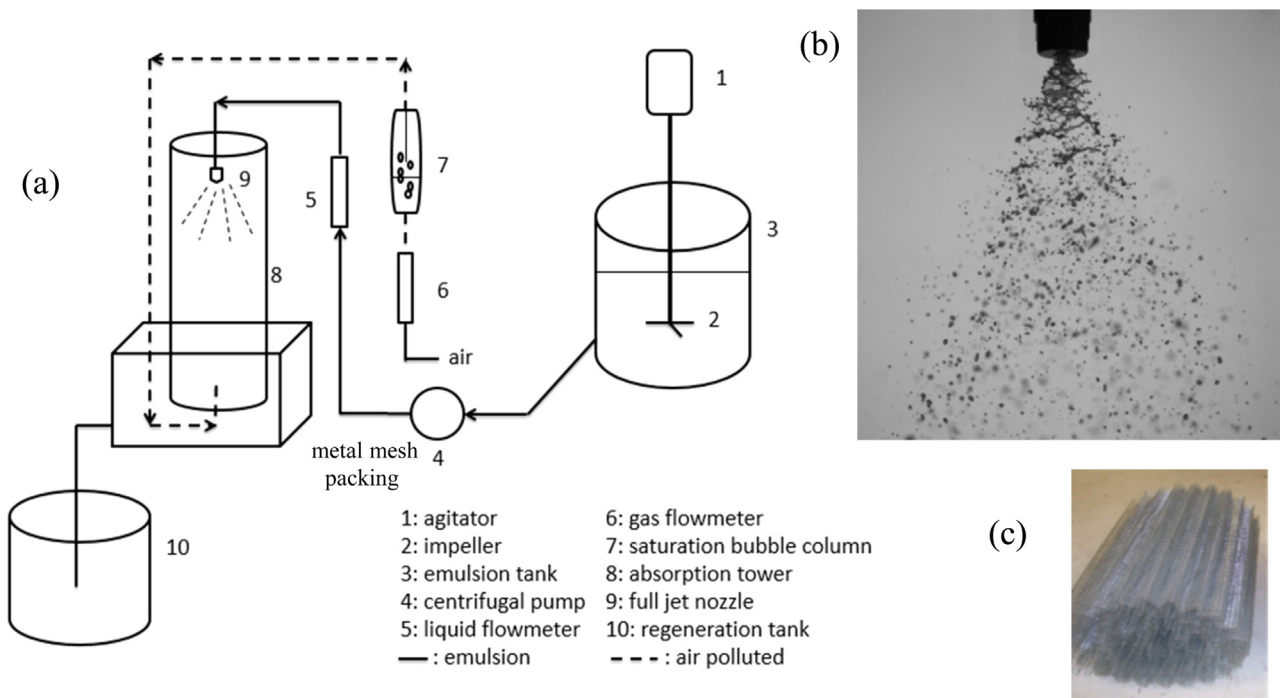 (a)
(b)
1
9
5
7
3
8
6
2
air
metal mesh
packing
4
10
(c)
1: agitator
2: impeller
3: emulsion tank
4: centrifugal pump
5: liquid flowmeter
: emulsion
6: gas flowmeter
7: saturation bubble column
8: absorption tower
9: full jet nozzle
10: regeneration tank
: air polluted